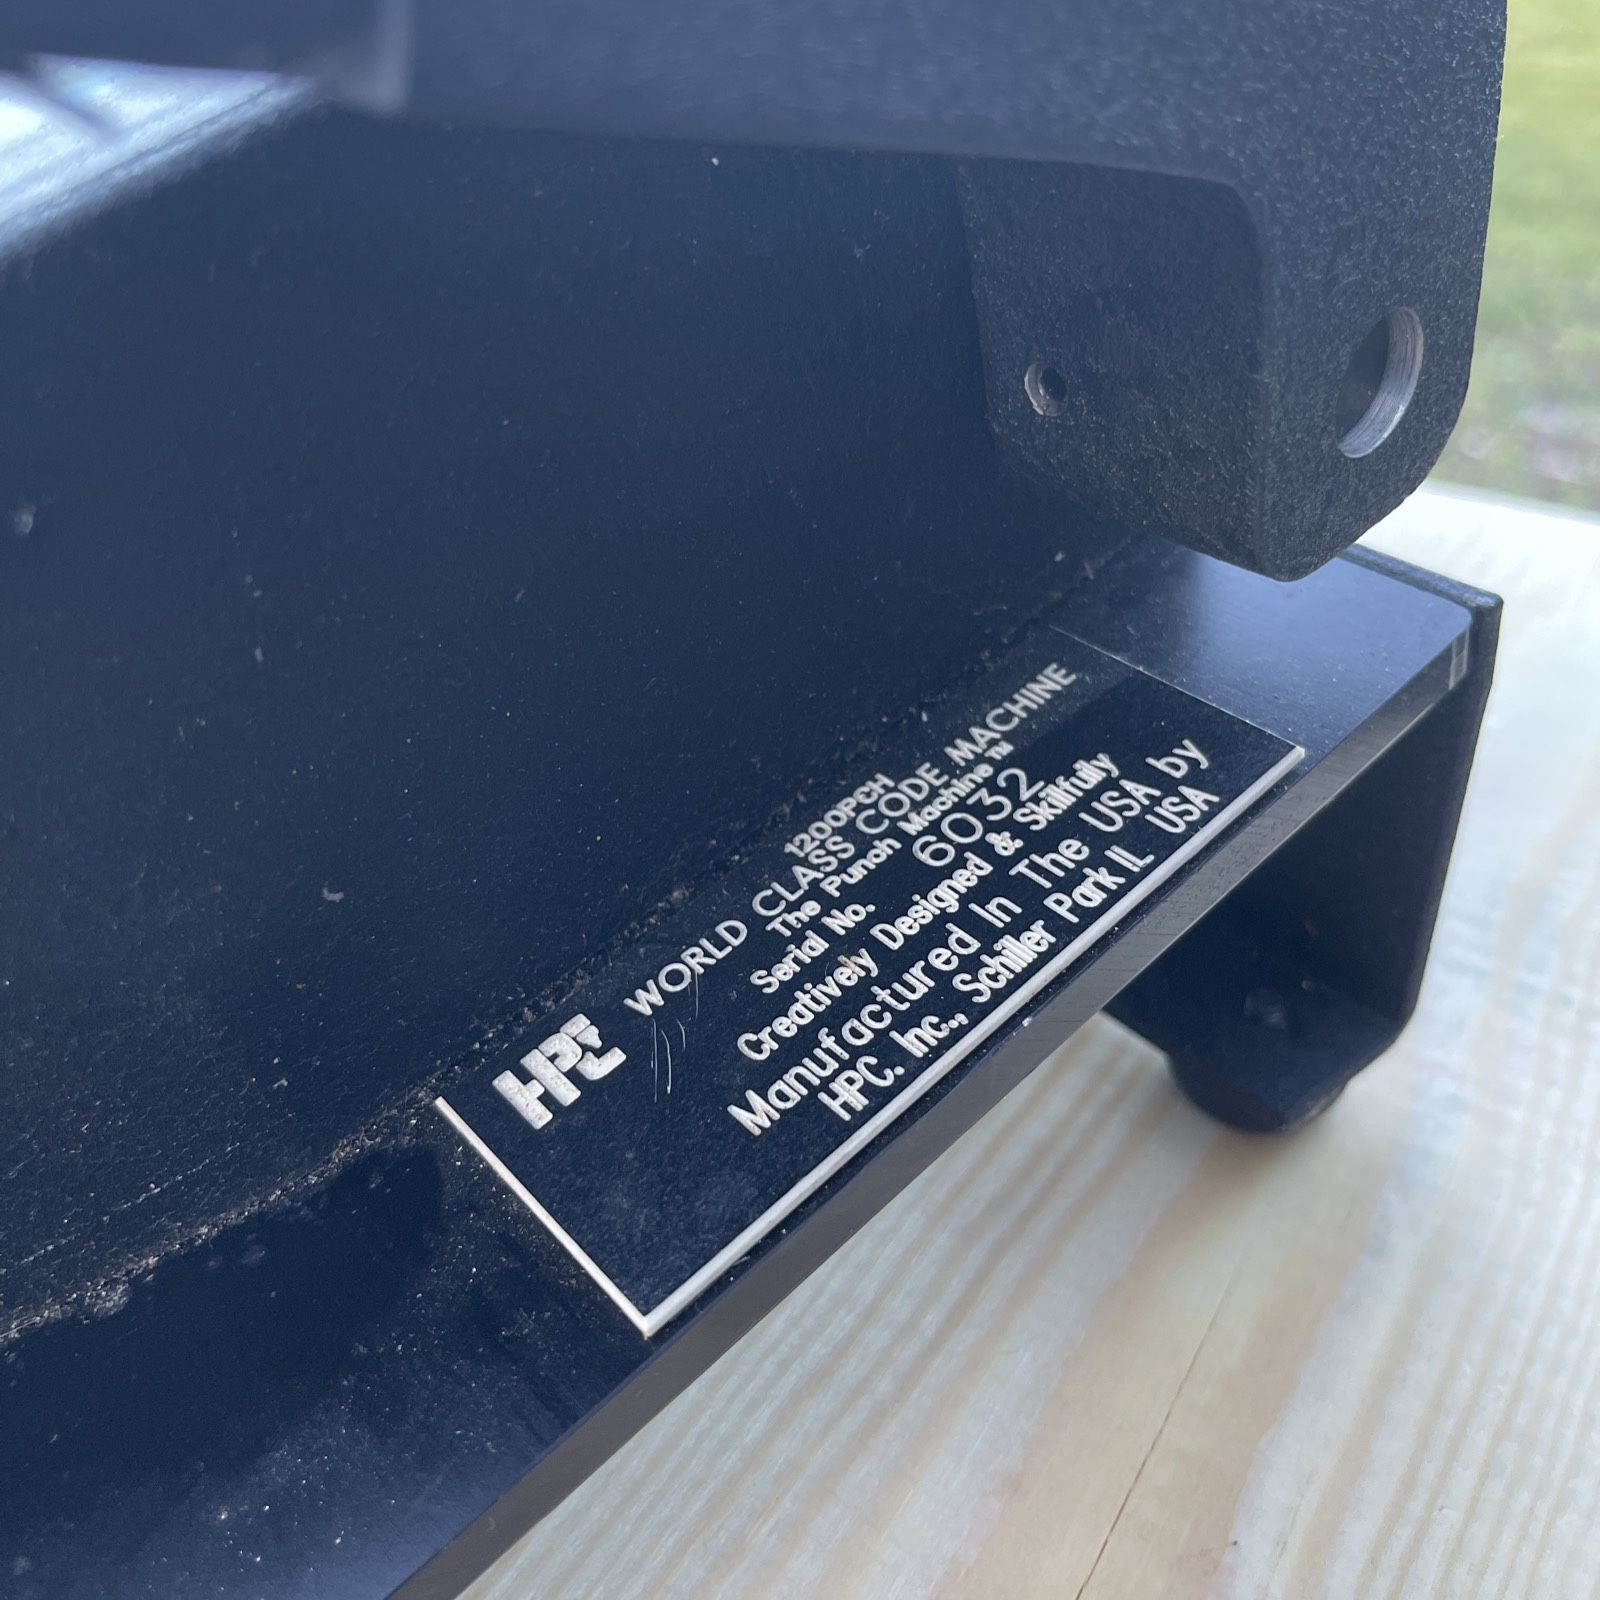 1200PCH
HPC WORLD CLASS CODE MACHINE
The Punch Machine™
Serial No. 6032
Creatively Designed & Skillfully
Manufactured In The USA by
HPC. Inc., Schiller Park IL USA